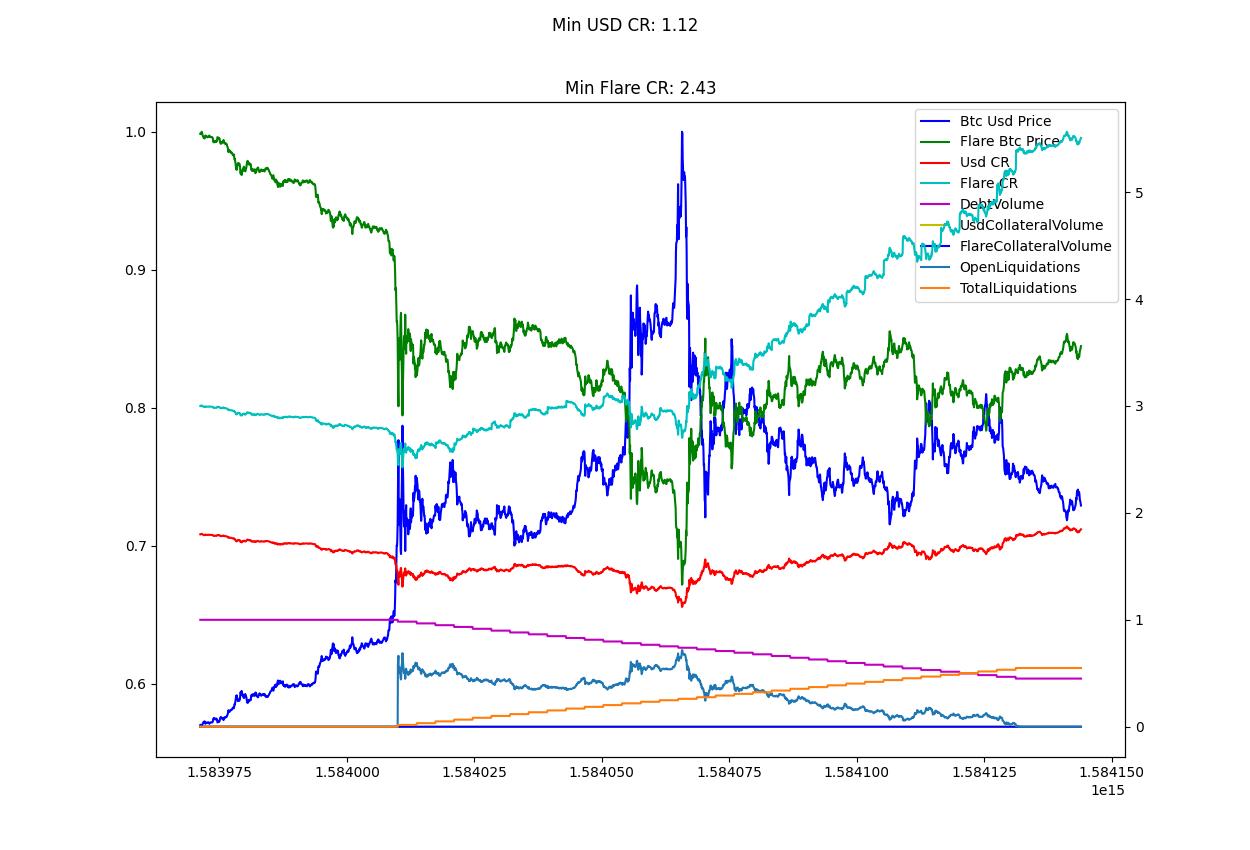 Min USD CR: 1.12
Min Flare CR: 2.43
1.0
0.9
0.8
0.7
0.6
Btc Usd Price
Flare Btc Price
Usd CR
Flare CR
DebtVolume
UsdCollateralVolume
FlareCollateralVolume
OpenLiquidations
TotalLiquidations
5
4
3
2
1
0
1.583975 1.584000 1.584025 1.584050 1.584075 1.584100 1.584125 1.584150
1e15